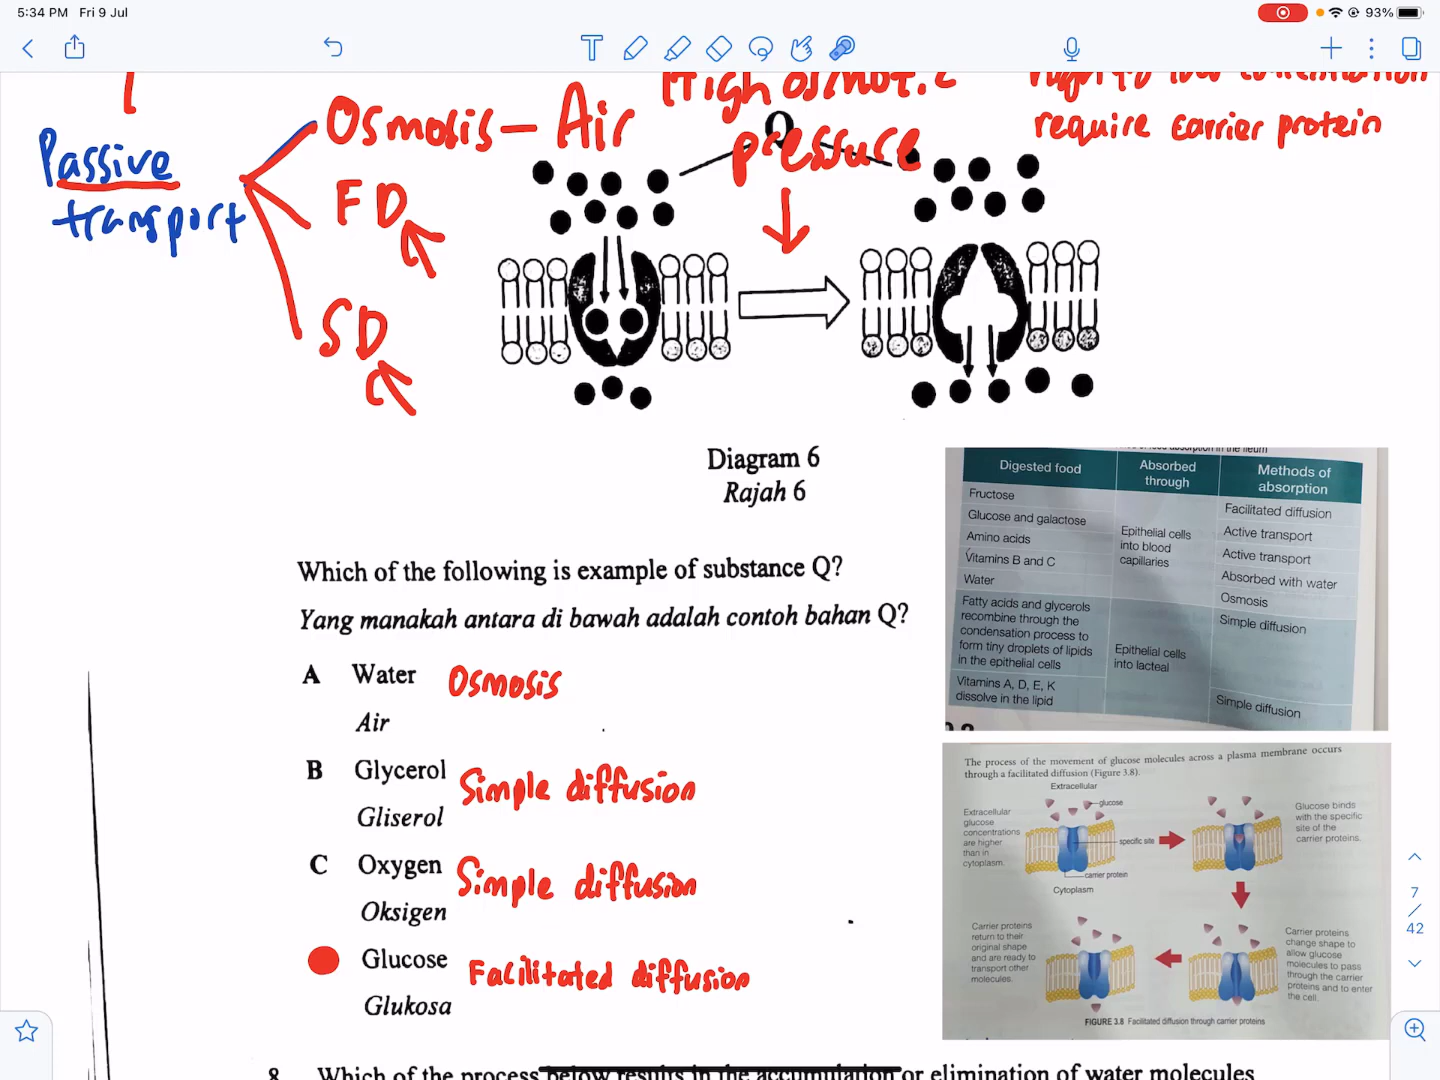 5:34 PM Fri 9 Jul
93%
High osmot.
require carrier protein
Passive
transport
Osmosis - Air
pressure
Q
FD
SD
Diagram 6
Rajah 6
Which of the following is example of substance Q?
Yang manakah antara di bawah adalah contoh bahan Q?
A Water Osmosis
Air
B Glycerol Simple diffusion
Gliserol
C Oxygen Simple diffusion
Oksigen
Glucose Facilitated diffusion
Glukosa
8 Which of the process below results in the accumulation or elimination of water molecules
Digested food
Absorbed through
Methods of absorption
Fructose
Facilitated diffusion
Glucose and galactose
Active transport
Amino acids
Active transport
Vitamins B and C
Absorbed with water
Water
Osmosis
Epithelial cells
into blood
capillaries
Fatty acids and glycerols
recombine through the
condensation process to
form tiny droplets of lipids
in the epithelial cells
Epithelial cells
into lacteal
Simple diffusion
Vitamins A, D, E, K
dissolve in the lipid
Simple diffusion
The process of the movement of glucose molecules across a plasma membrane occurs
through a facilitated diffusion (Figure 3.8).
Extracellular
Extracellular
glucose
concentrations
are higher
than in
cytoplasm.
glucose
specific site
carrier protein
Cytoplasm
Glucose binds
with the specific
site of the
carrier proteins.
Carrier proteins
return to their
original shape
and are ready to
transport other
molecules.
Carrier proteins
change shape to
allow glucose
molecules to pass
through the carrier
proteins and to enter
the cell.
FIGURE 3.8 Facilitated diffusion through carrier proteins
7
/
42